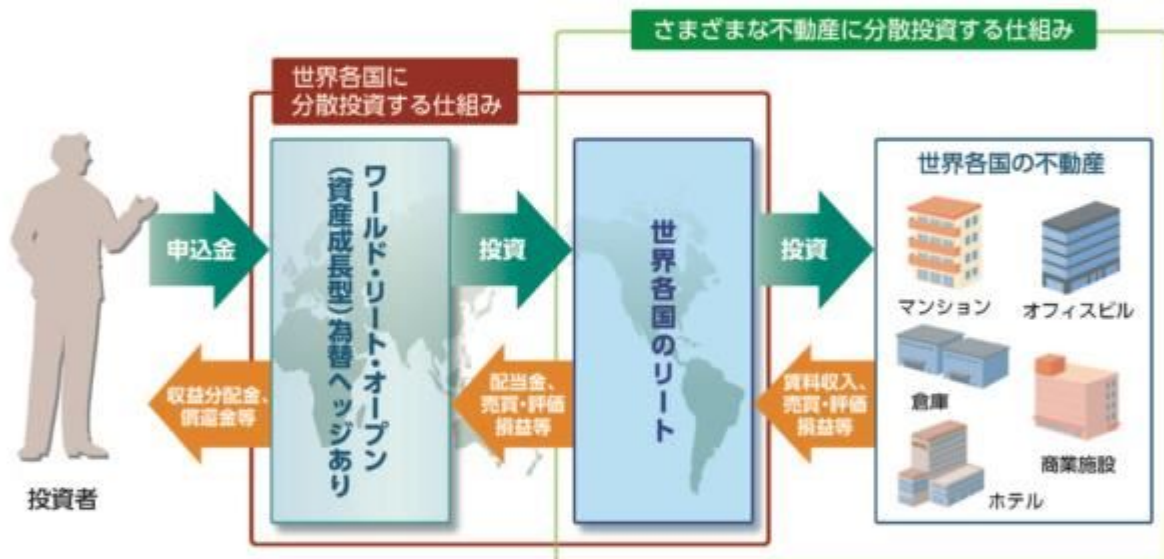 さまざまな不動産に分散投資する仕組み
世界各国に
分散投資する仕組み
申込金
収益分配金、
償還金等
投資者
ワールド・リート・オープン
（資産成長型）為替ヘッジあり
投資
配当金、
売買・評価
損益等
世界各国のリート
投資
賃料収入、
売買・評価
損益等
世界各国の不動産
マンション
オフィスビル
倉庫
商業施設
ホテル